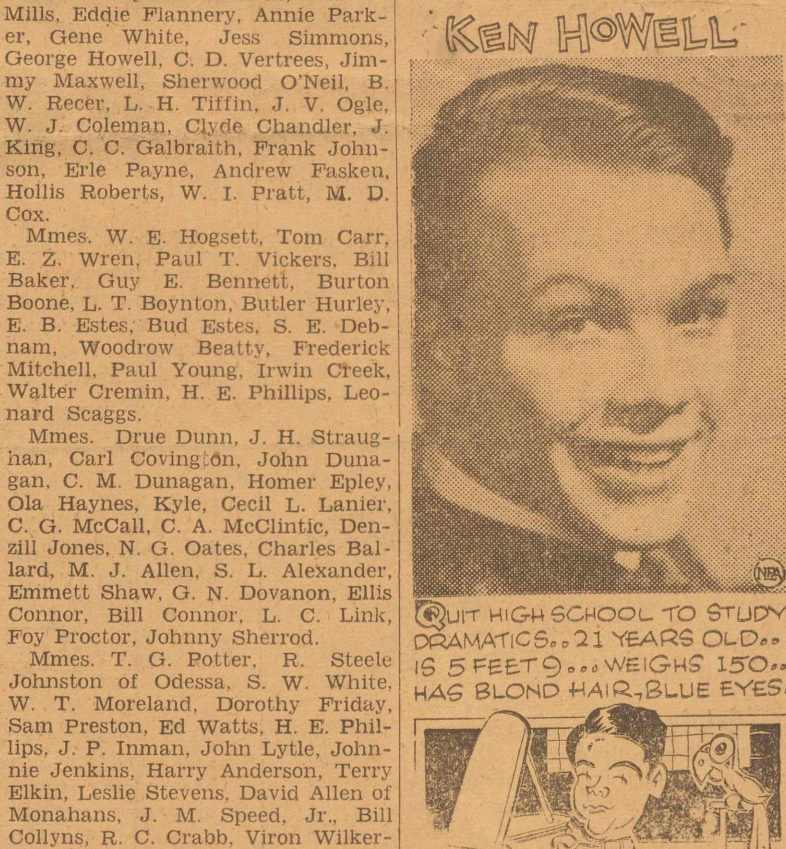 Mills, Eddie Flannery, Annie Park-
er, Gene White, Jess Simmons,
George Howell, C. D. Vertrees, Jim-
my Maxwell, Sherwood O'Neil, B.
W. Recer, L. H. Tiffin, J. V. Ogle,
W. J. Coleman, Clyde Chandler, J.
King, C. C. Galbraith, Frank John-
son, Erle Payne, Andrew Fasken,
Hollis Roberts, W. I. Pratt, M. D.
Cox.
Mmes. W. E. Hogsett, Tom Carr,
E. Z. Wren, Paul T. Vickers, Bill
Baker, Guy E. Bennett, Burton
Boone, L. T. Boynton, Butler Hurley,
E. B. Estes, Bud Estes, S. E. Deb-
nam, Woodrow Beatty, Frederick
Mitchell, Paul Young, Irwin Creek,
Walter Cremin, H. E. Phillips, Leo-
nard Scaggs.
Mmes. Drue Dunn, J. H. Straug-
han, Carl Covington, John Duna-
gan, C. M. Dunagan, Homer Epley,
Ola Haynes, Kyle, Cecil L. Lanier,
C. G. McCall, C. A. McClintic, Den-
zill Jones, N. G. Oates, Charles Bal-
lard, M. J. Allen, S. L. Alexander,
Emmett Shaw, G. N. Dovanon, Ellis
Connor, Bill Connor, L. C. Link,
Foy Proctor, Johnny Sherrod.
Mmes. T. G. Potter, R. Steele
Johnston of Odessa, S. W. White,
W. T. Moreland, Dorothy Friday,
Sam Preston, Ed Watts, H. E. Phil-
lips, J. P. Inman, John Lytle, John-
nie Jenkins, Harry Anderson, Terry
Elkin, Leslie Stevens, David Allen of
Monahans, J. M. Speed, Jr., Bill
Collyns, R. C. Crabb, Viron Wilker-
KEN HOWELL
NEA
QUIT HIGH SCHOOL TO STUDY
DRAMATICS.. 21 YEARS OLD..
IS 5 FEET 9... WEIGHS 150..
HAS BLOND HAIR, BLUE EYES.